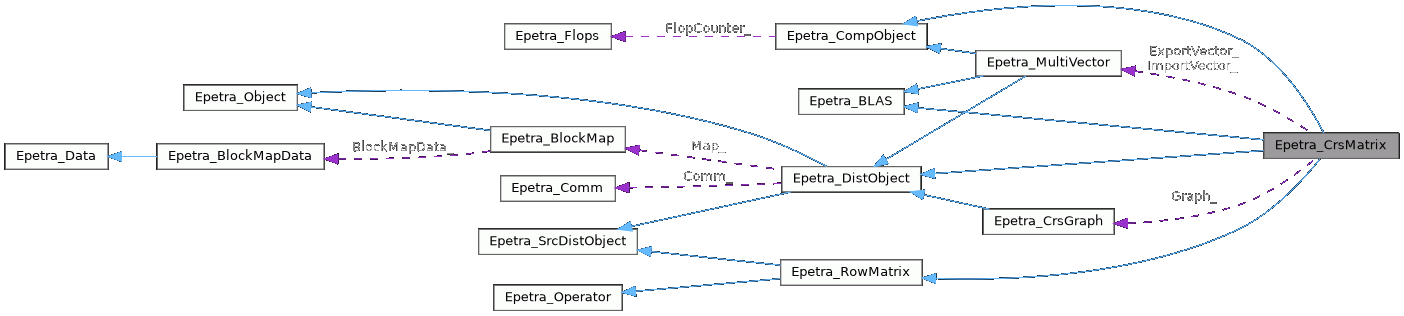 Epetra_Flops
FlopCounter_
Epetra_CompObject
Epetra_MultiVector
ExportVector_
ImportVector_
Epetra_Object
Epetra_BLAS
Epetra_BlockMap
Epetra_CrsMatrix
Epetra_Data
Epetra_BlockMapData
BlockMapData_
Map_
Epetra_Comm
Comm_
Epetra_DistObject
Graph_
Epetra_CrsGraph
Epetra_SrcDistObject
Epetra_RowMatrix
Epetra_Operator